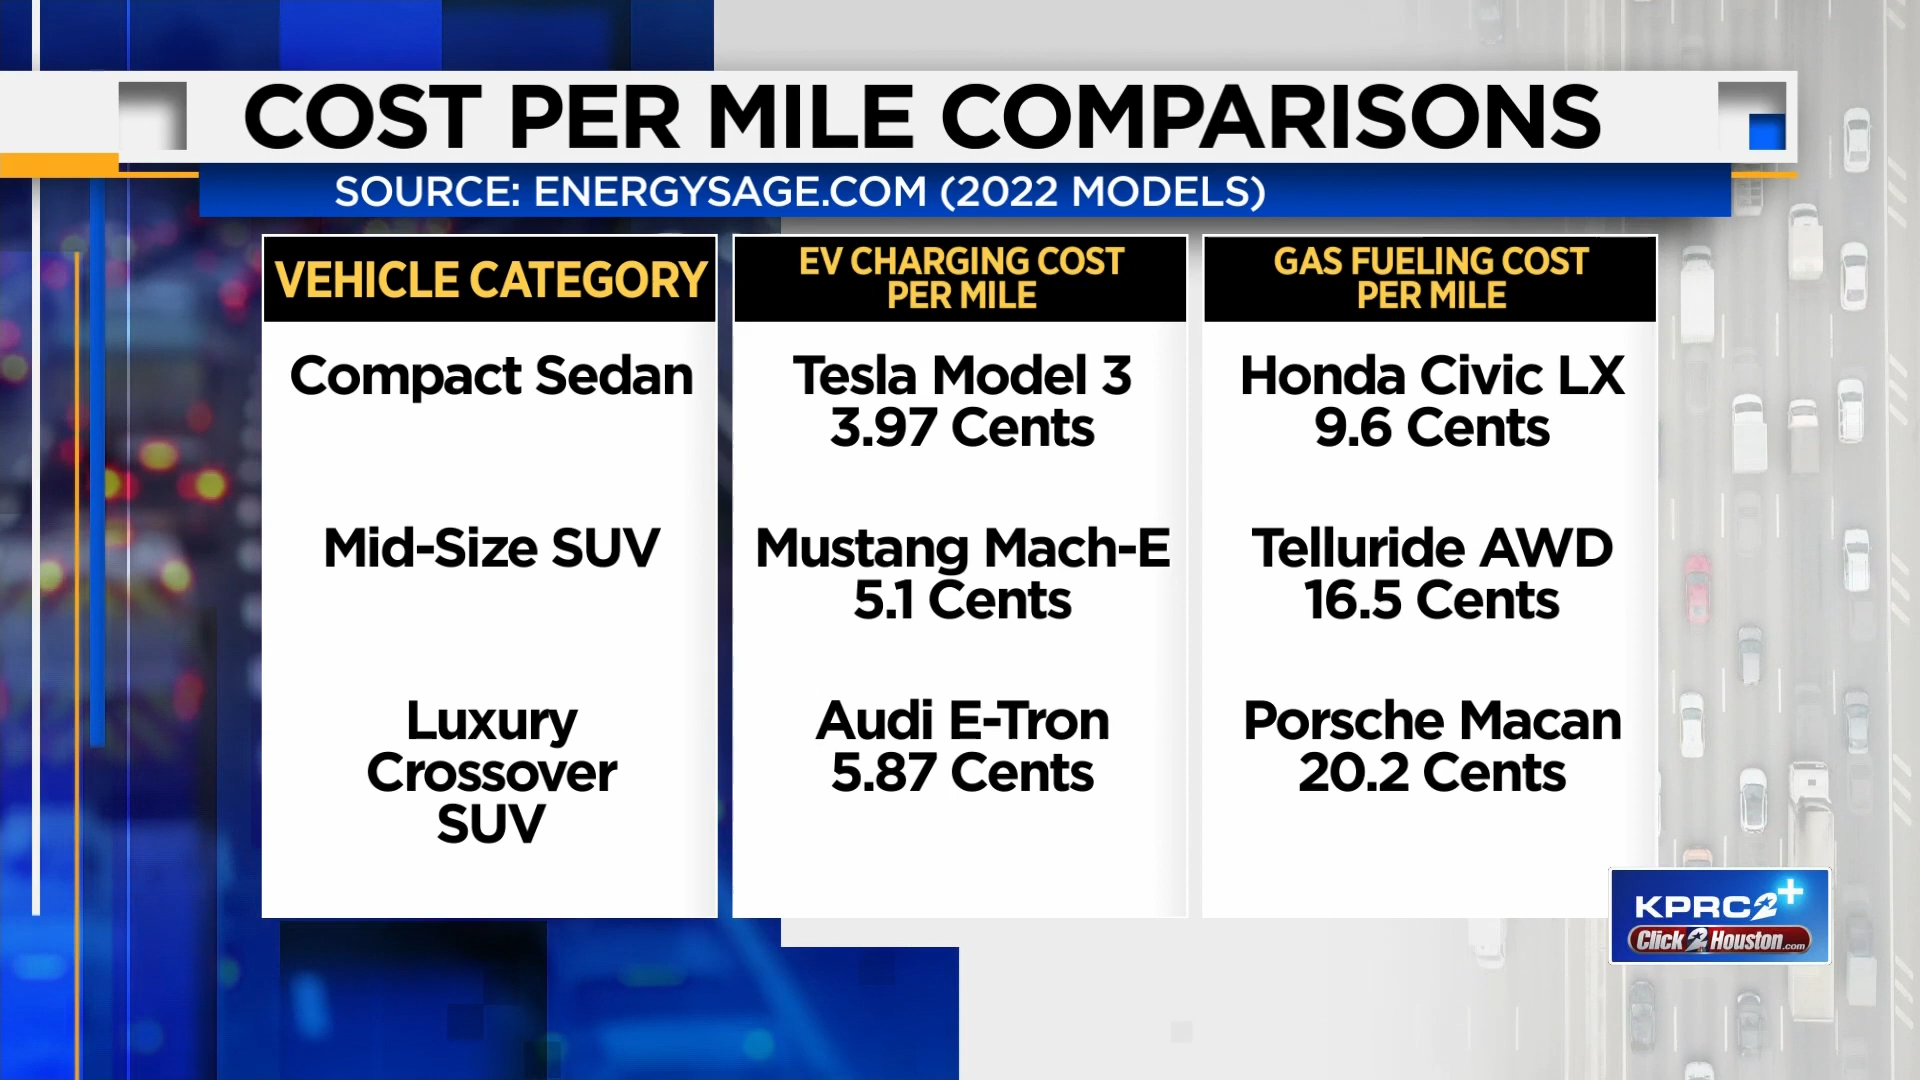 COST PER MILE COMPARISONS
SOURCE: ENERGYSAGE.COM (2022 MODELS)
VEHICLE CATEGORY
EV CHARGING COST
PER MILE
GAS FUELING COST
PER MILE
Compact Sedan
Tesla Model 3
3.97 Cents
Honda Civic LX
9.6 Cents
Mid-Size SUV
Mustang Mach-E
5.1 Cents
Telluride AWD
16.5 Cents
Luxury
Crossover
SUV
Audi E-Tron
5.87 Cents
Porsche Macan
20.2 Cents
KPRC2+
Click2Houston.com